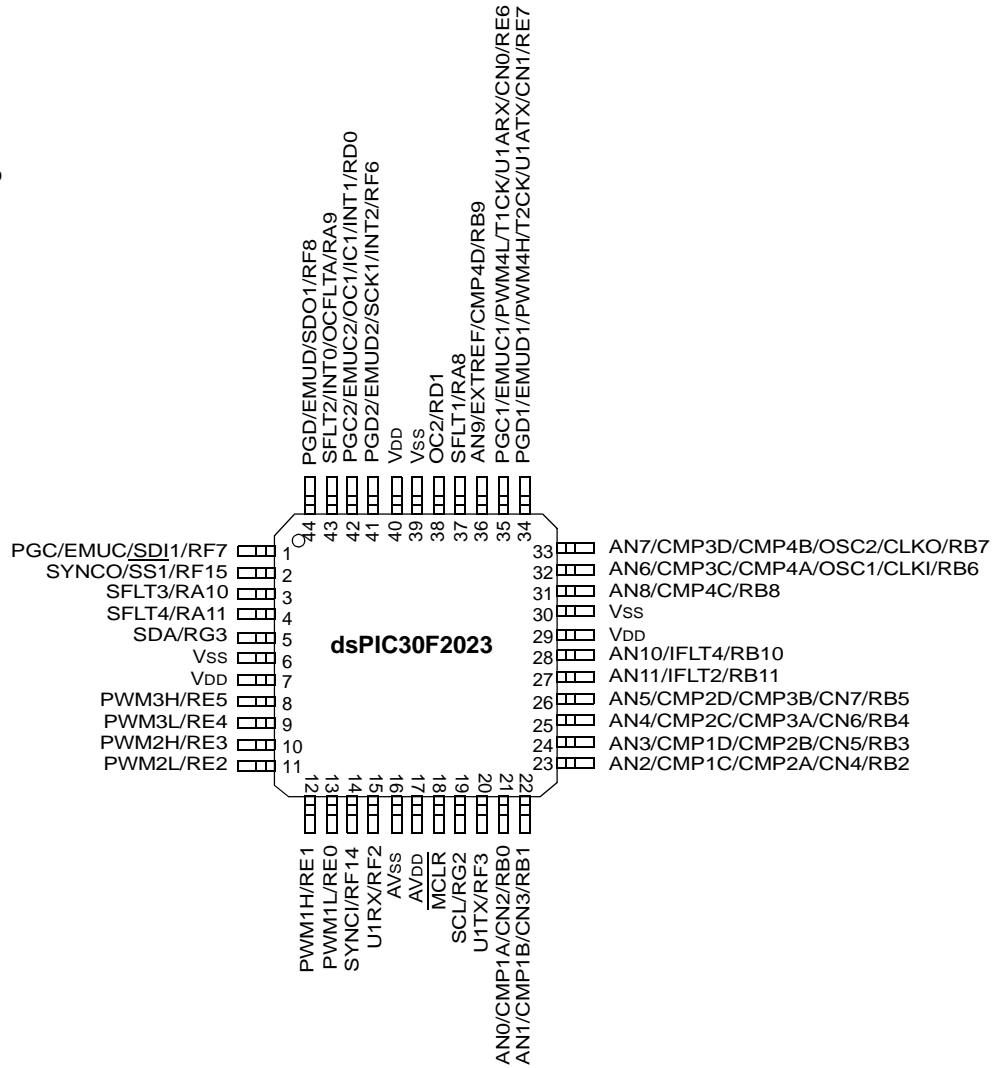 PGD/EMUD/SDO1/RF8
SFLT2/INT0/OCFLTA/RA9
PGC2/EMUC2/OC1/IC1/INT1/RD0
PGD2/EMUD2/SCK1/INT2/RF6
VDD
VSS
OC2/RD1
SFLT1/RA8
AN9/EXTREF/CMP4D/RB9
PGC1/EMUC1/PWM4L/T1CK/U1ARX/CN0/RE6
PGD1/EMUD1/PWM4H/T2CK/U1ATX/CN1/RE7
44
43
42
41
40
39
38
37
36
35
34
PGC/EMUC/SDI1/RF7 1
SYNCO/SS1/RF15 2
SFLT3/RA10 3
SFLT4/RA11 4
SDA/RG3 5
VSS 6
VDD 7
PWM3H/RE5 8
PWM3L/RE4 9
PWM2H/RE3 10
PWM2L/RE2 11
dsPIC30F2023
33 AN7/CMP3D/CMP4B/OSC2/CLKO/RB7
32 AN6/CMP3C/CMP4A/OSC1/CLKI/RB6
31 AN8/CMP4C/RB8
30 VSS
29 VDD
28 AN10/IFLT4/RB10
27 AN11/IFLT2/RB11
26 AN5/CMP2D/CMP3B/CN7/RB5
25 AN4/CMP2C/CMP3A/CN6/RB4
24 AN3/CMP1D/CMP2B/CN5/RB3
23 AN2/CMP1C/CMP2A/CN4/RB2
12
13
14
15
16
17
18
19
20
21
22
PWM1H/RE1
PWM1L/RE0
SYNCI/RF14
U1RX/RF2
AVSS
AVDD
MCLR
SCL/RG2
U1TX/RF3
AN0/CMP1A/CN2/RB0
AN1/CMP1B/CN3/RB1